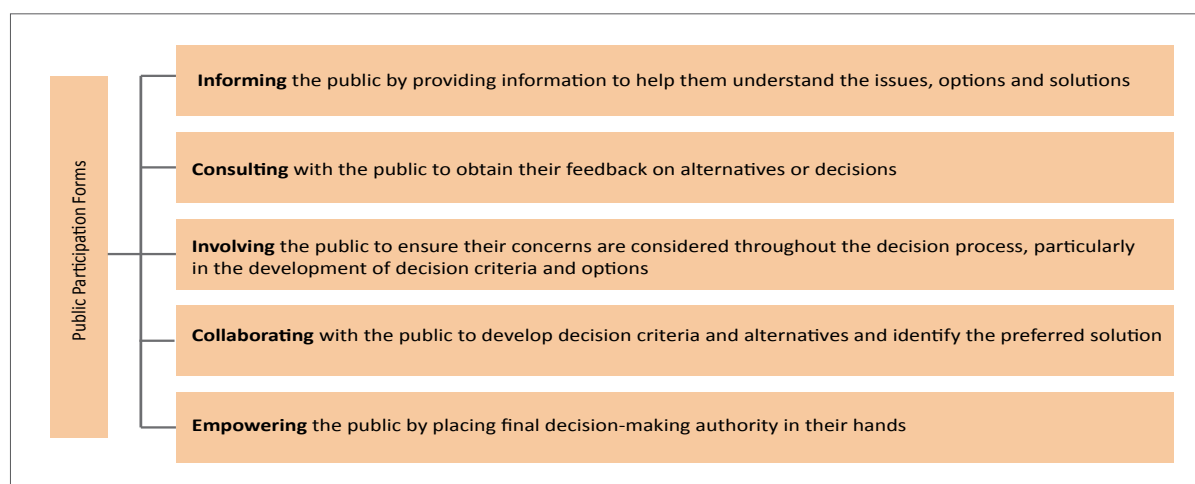 Public Participation Forms
Informing the public by providing information to help them understand the issues, options and solutions
Consulting with the public to obtain their feedback on alternatives or decisions
Involving the public to ensure their concerns are considered throughout the decision process, particularly
in the development of decision criteria and options
Collaborating with the public to develop decision criteria and alternatives and identify the preferred solution
Empowering the public by placing final decision-making authority in their hands